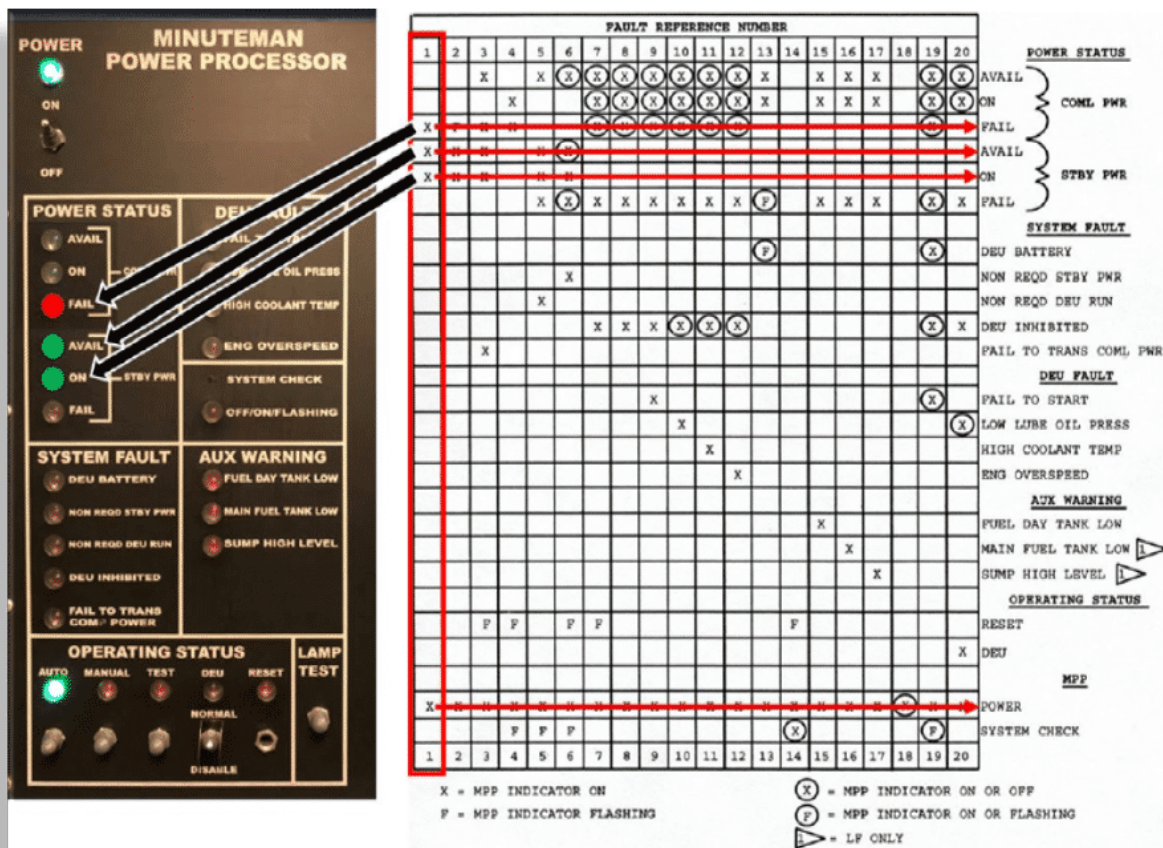 POWER
MINUTEMAN
POWER PROCESSOR
ON
OFF
POWER STATUS
AVAIL
ON
FAIL
AVAIL
ON
STBY PWR
FAIL
OIL PRESS
HIGH COOLANT TEMP
ENG OVERSPEED
SYSTEM CHECK
OFF/ON/FLASHING
SYSTEM FAULT
DEU BATTERY
NON REQD STBY PWR
NON REQD DEU RUN
DEU INHIBITED
FAIL TO TRANS
POWER
AUX WARNING
FUEL DAY TANK LOW
MAIN FUEL TANK LOW
SUMP HIGH LEVEL
OPERATING STATUS
AUTO MANUAL TEST DEU RESET
NORMAL
DISABLE
LAMP
TEST
FAULT REFERENCE NUMBER
1 2 3 4 5 6 7 8 9 10 11 12 13 14 15 16 17 18 19 20
POWER STATUS
X X X X X X X X X X X X X X X AVAIL
X X X X X X X X X X X X X ON
COML PWR
X F X X X X X X X X X FAIL
X X X X X AVAIL
X X X X X ON
STBY PWR
X X X X X X X X F X X X X X FAIL
SYSTEM FAULT
F X DEU BATTERY
X NON REQD STBY PWR
X NON REQD DEU RUN
X X X X X X X X DEU INHIBITED
X FAIL TO TRANS COML PWR
DEU FAULT
X X FAIL TO START
X X LOW LUBE OIL PRESS
X HIGH COOLANT TEMP
X ENG OVERSPEED
AUX WARNING
X FUEL DAY TANK LOW
X MAIN FUEL TANK LOW 1
X SUMP HIGH LEVEL 1
OPERATING STATUS
F F F F F RESET
X DEU
MPP
X X X X X X X X X X X X X X X X X X X X POWER
F F F X F SYSTEM CHECK
1 2 3 4 5 6 7 8 9 10 11 12 13 14 15 16 17 18 19 20
X = MPP INDICATOR ON
F = MPP INDICATOR FLASHING
X = MPP INDICATOR ON OR OFF
F = MPP INDICATOR ON OR FLASHING
1 = LF ONLY